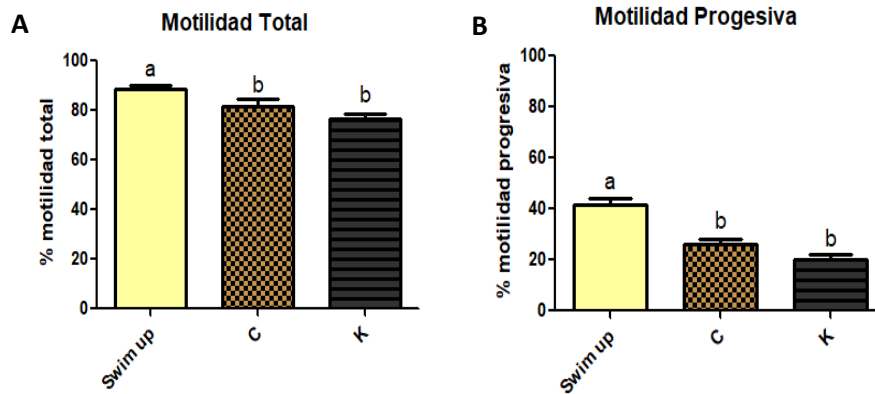 A
Motilidad Total
% motilidad total
100
80
60
40
20
0
a
b
b
Swim up
C
K
B
Motilidad Progesiva
% motilidad progresiva
100
80
60
40
20
0
a
b
b
Swim up
C
K